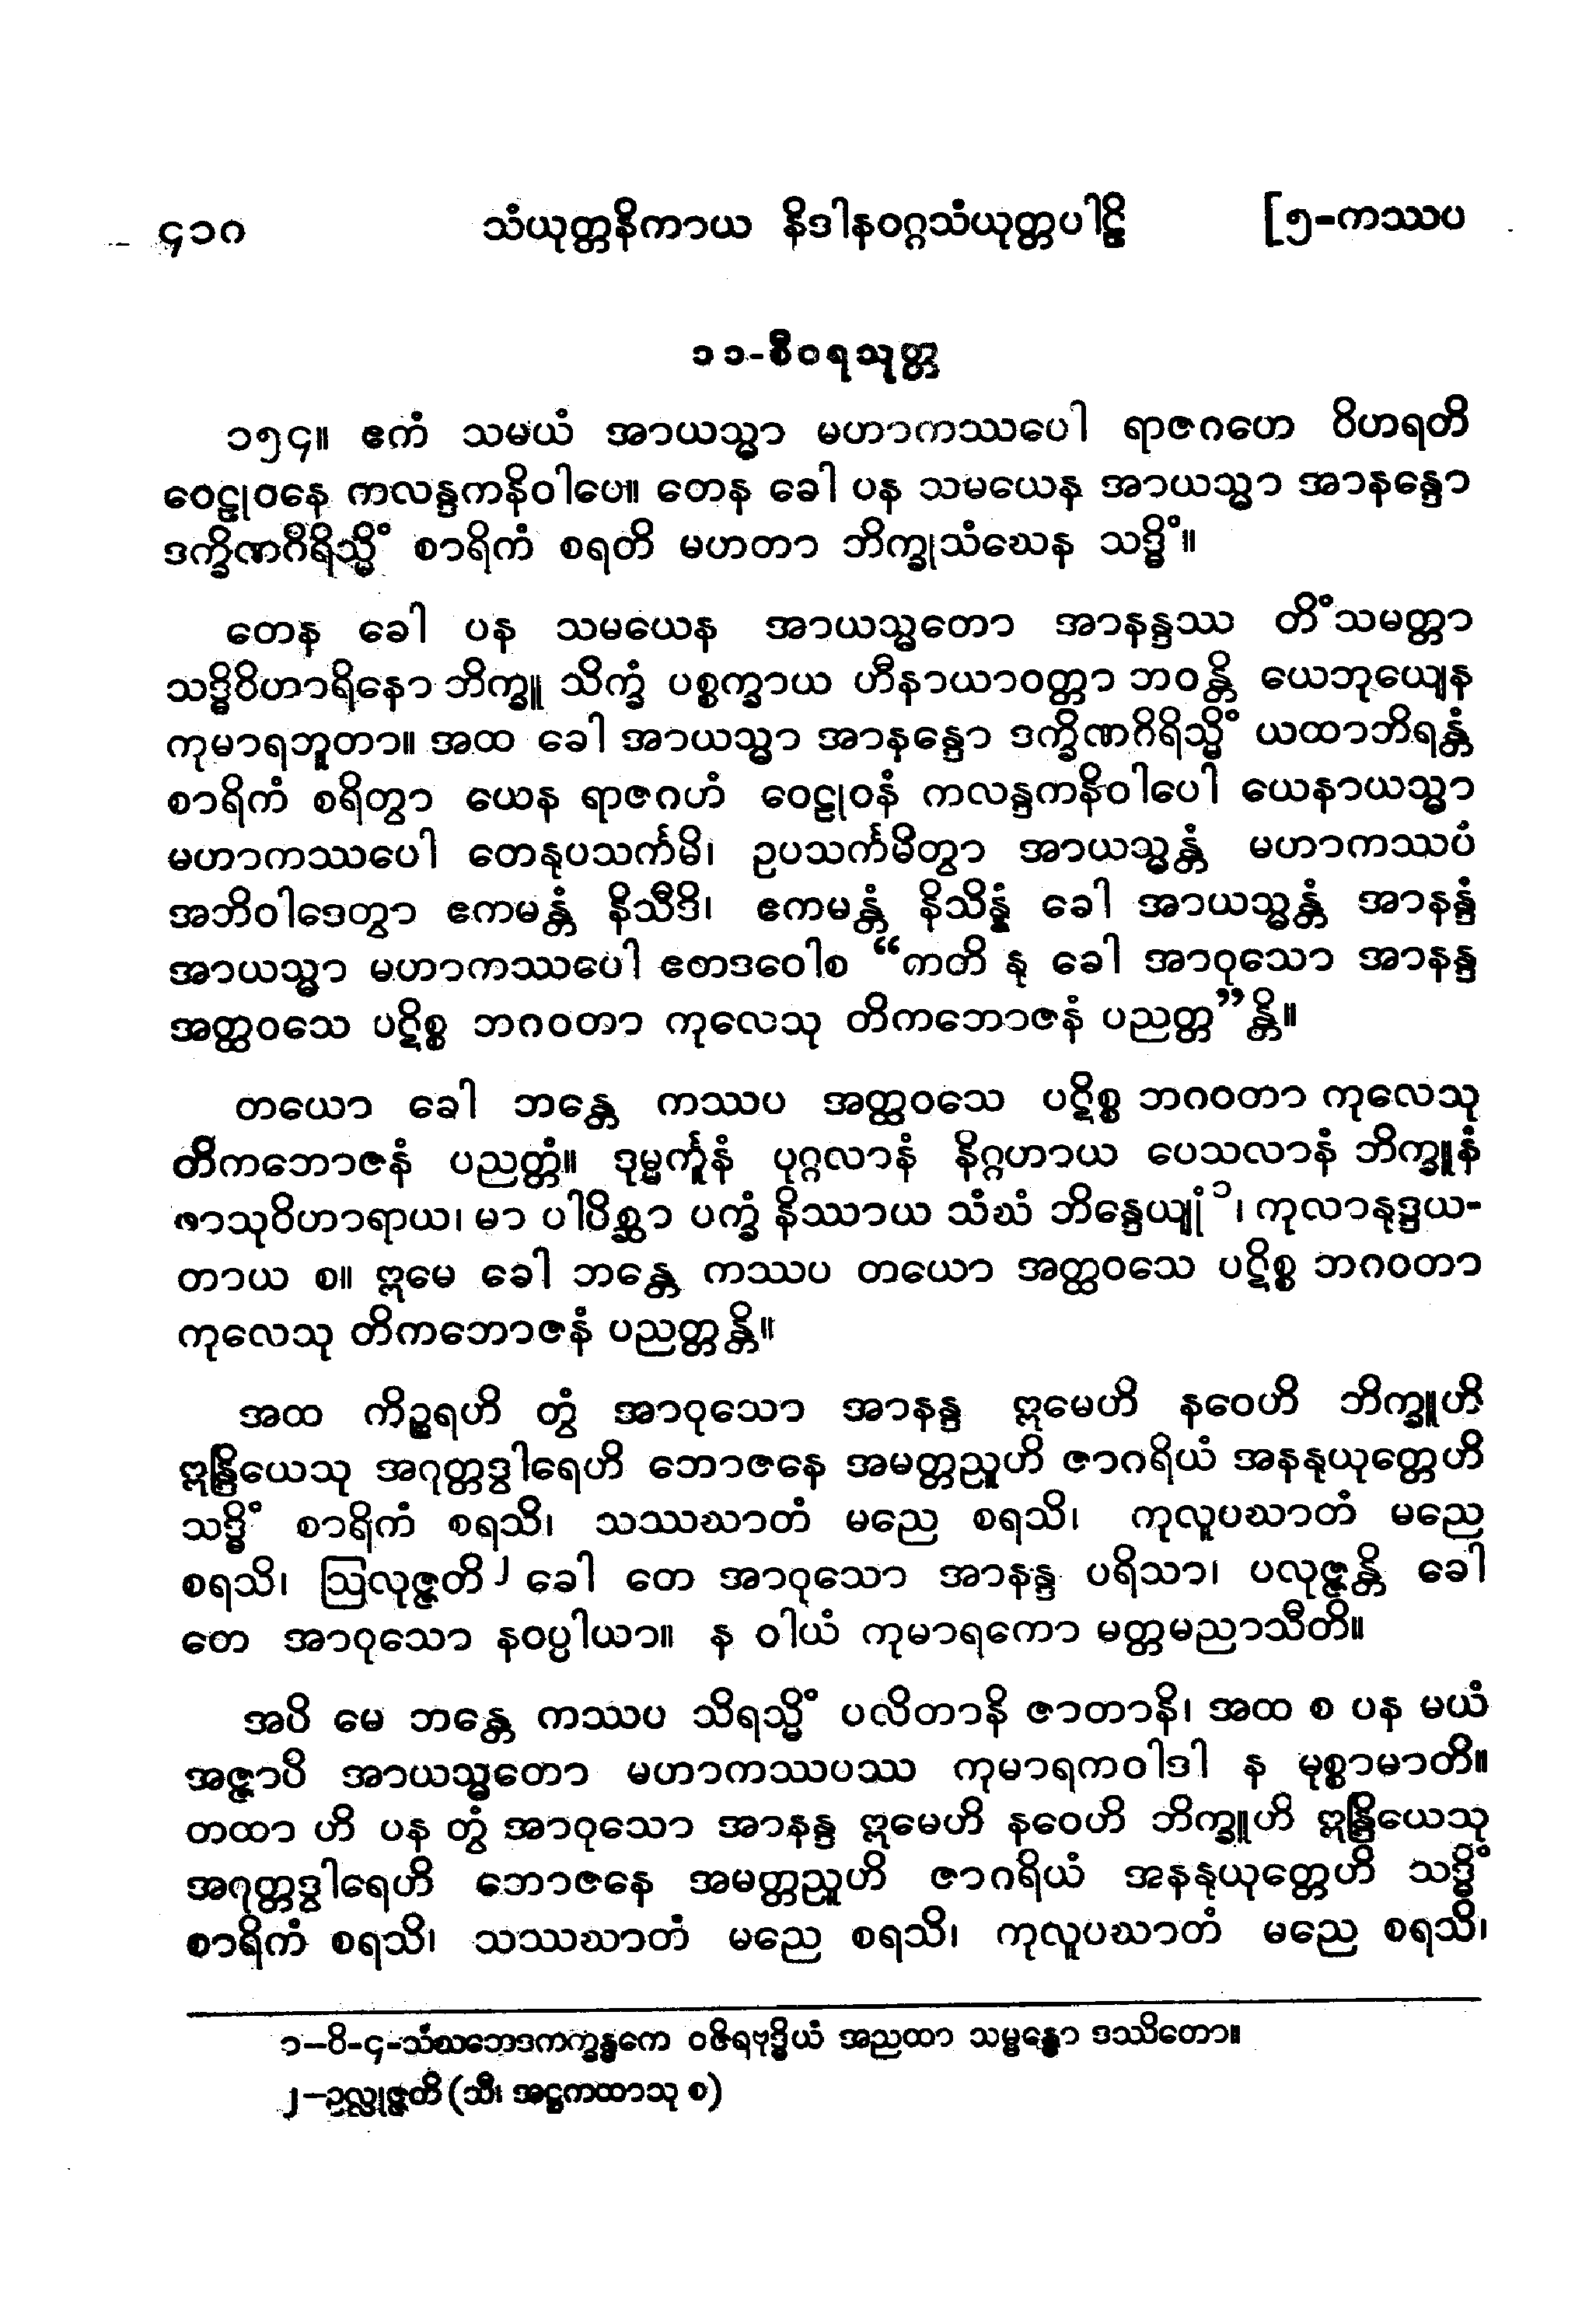 ၄၁၀ သံယုတ္တနိကာယ နိဒါနဝဂ္ဂသံယုတ္တပါဠိ [၅-ကဿပ
၁၁-စီဝရသုတ္တ
၁၅၄။ ဧကံ သမယံ အာယသ္မာ မဟာကဿပေါ ရာဇဂဟေ ဝိဟရတိ
ဝေဠုဝနေ ကလန္ဒကနိဝါပေ။ တေန ခေါ ပန သမယေန အာယသ္မာ အာနန္ဒော
ဒက္ခိဏဂိရိသ္မိံ စာရိကံ စရတိ မဟတာ ဘိက္ခုသံဃေန သဒ္ဓိံ။
တေန ခေါ ပန သမယေန အာယသ္မတော အာနန္ဒဿ တိံသမတ္တာ
သဒ္ဓိဝိဟာရိနော ဘိက္ခူ သိက္ခံ ပစ္စက္ခာယ ဟီနာယာဝတ္တာ ဘဝန္တိ ယေဘုယျေန
ကုမာရဘူတာ။ အထ ခေါ အာယသ္မာ အာနန္ဒော ဒက္ခိဏဂိရိသ္မိံ ယထာဘိရန္တံ
စာရိကံ စရိတွာ ယေန ရာဇဂဟံ ဝေဠုဝနံ ကလန္ဒကနိဝါပေါ ယေနာယသ္မာ
မဟာကဿပေါ တေနုပသင်္ကမိ၊ ဥပသင်္ကမိတွာ အာယသ္မန္တံ မဟာကဿပံ
အဘိဝါဒေတွာ ဧကမန္တံ နိသီဒိ၊ ဧကမန္တံ နိသိန္နံ ခေါ အာယသ္မန္တံ အာနန္ဒံ
အာယသ္မာ မဟာကဿပေါ ဧတဒဝေါစ “ကတိ နု ခေါ အာဝုသော အာနန္ဒ
အတ္ထဝသေ ပဋိစ္စ ဘဂဝတာ ကုလေသု တိကဘောဇနံ ပညတ္တ”န္တိ။
တယော ခေါ ဘန္တေ ကဿပ အတ္ထဝသေ ပဋိစ္စ ဘဂဝတာ ကုလေသု
တိကဘောဇနံ ပညတ္တံ။ ဒုမ္မင်္ကူနံ ပုဂ္ဂလာနံ နိဂ္ဂဟာယ ပေသလာနံ ဘိက္ခူနံ
ဖာသုဝိဟာရာယ၊ မာ ပါပိစ္ဆာ ပက္ခံ နိဿာယ သံဃံ ဘိန္ဒေယျုံ၁၊ ကုလာနုဒ္ဒယ-
တာယ စ။ ဣမေ ခေါ ဘန္တေ ကဿပ တယော အတ္ထဝသေ ပဋိစ္စ ဘဂဝတာ
ကုလေသု တိကဘောဇနံ ပညတ္တန္တိ။
အထ ကိဉ္စရဟိ တွံ အာဝုသော အာနန္ဒ ဣမေဟိ နဝေဟိ ဘိက္ခူဟိ
ဣန္ဒြိယေသု အဂုတ္တဒွါရေဟိ ဘောဇနေ အမတ္တညူဟိ ဇာဂရိယံ အနနုယုတ္တေဟိ
သဒ္ဓိံ စာရိကံ စရသိ၊ သဿဃာတံ မညေ စရသိ၊ ကုလူပဃာတံ မညေ
စရသိ၊ ဩလုဇ္ဇတိ၂ ခေါ တေ အာဝုသော အာနန္ဒ ပရိသာ၊ ပလုဇ္ဇန္တိ ခေါ
တေ အာဝုသော နဝပ္ပါယာ။ န ဝါယံ ကုမာရကော မတ္တမညာသီတိ။
အပိ မေ ဘန္တေ ကဿပ သိရသ္မိံ ပလိတာနိ ဇာတာနိ၊ အထ စ ပန မယံ
အဇ္ဇာပိ အာယသ္မတော မဟာကဿပဿ ကုမာရကဝါဒါ န မုစ္စာမာတိ။
တထာ ဟိ ပန တွံ အာဝုသော အာနန္ဒ ဣမေဟိ နဝေဟိ ဘိက္ခူဟိ ဣန္ဒြိယေသု
အဂုတ္တဒွါရေဟိ ဘောဇနေ အမတ္တညူဟိ ဇာဂရိယံ အနနုယုတ္တေဟိ သဒ္ဓိံ
စာရိကံ စရသိ၊ သဿဃာတံ မညေ စရသိ၊ ကုလူပဃာတံ မညေ စရသိ၊
၁–ဝိ-၄-သံဃဘေဒကက္ခန္ဓကေ ဝဇိရဗုဒ္ဓိယံ အညထာ သမ္ဗန္ဓော ဒဿိတော။
၂–ဥလ္လုဇ္ဇတိ (သီ၊ အဋ္ဌကထာသု စ)